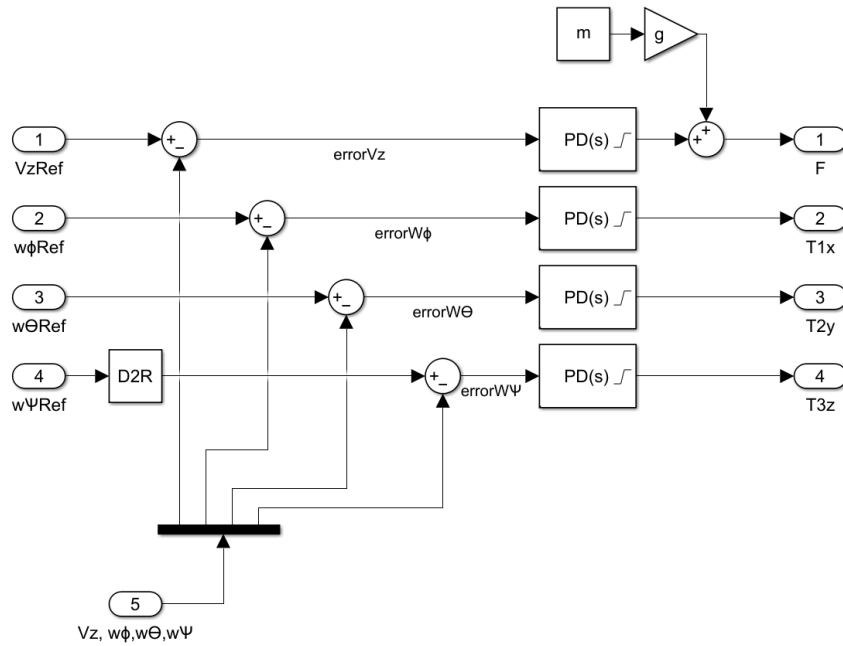 m
g
1
VzRef
+
_
errorVz
PD(s)
+
+
1
F
2
wϕRef
+
_
errorWϕ
PD(s)
2
T1x
3
wΘRef
+
_
errorWΘ
PD(s)
3
T2y
4
wΨRef
D2R
+
_
errorWΨ
PD(s)
4
T3z
5
Vz, wϕ,wΘ,wΨ